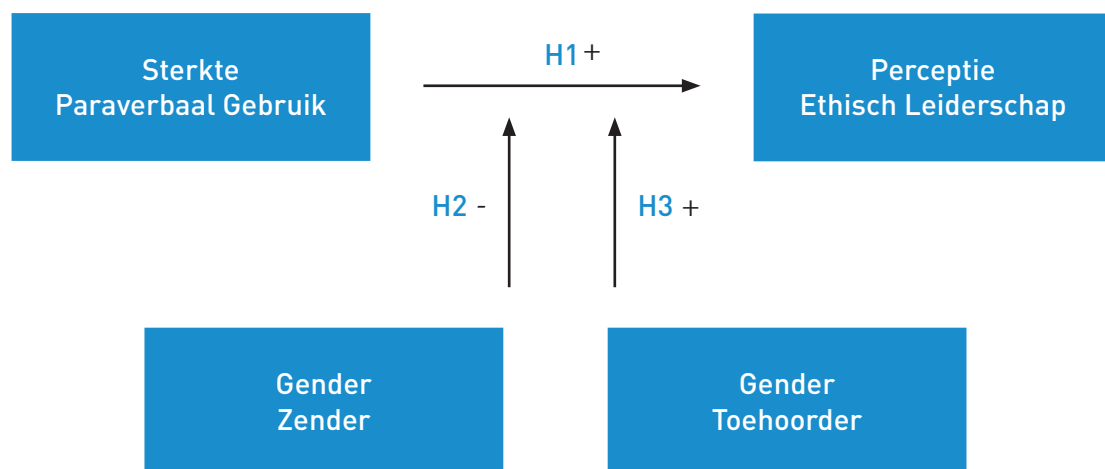 Sterkte
Paraverbaal Gebruik
H1 +
Perceptie
Ethisch Leiderschap
H2 -
H3 +
Gender
Zender
Gender
Toehoorder